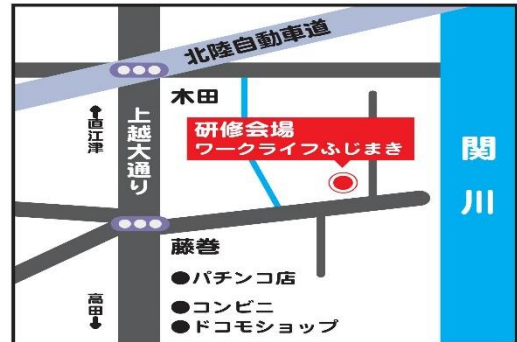 北陸自動車道
木田
直江津
上越大通り
研修会場
ワークライフふじまき
関川
藤巻
●パチンコ店
高田
●コンビニ
●ドコモショップ